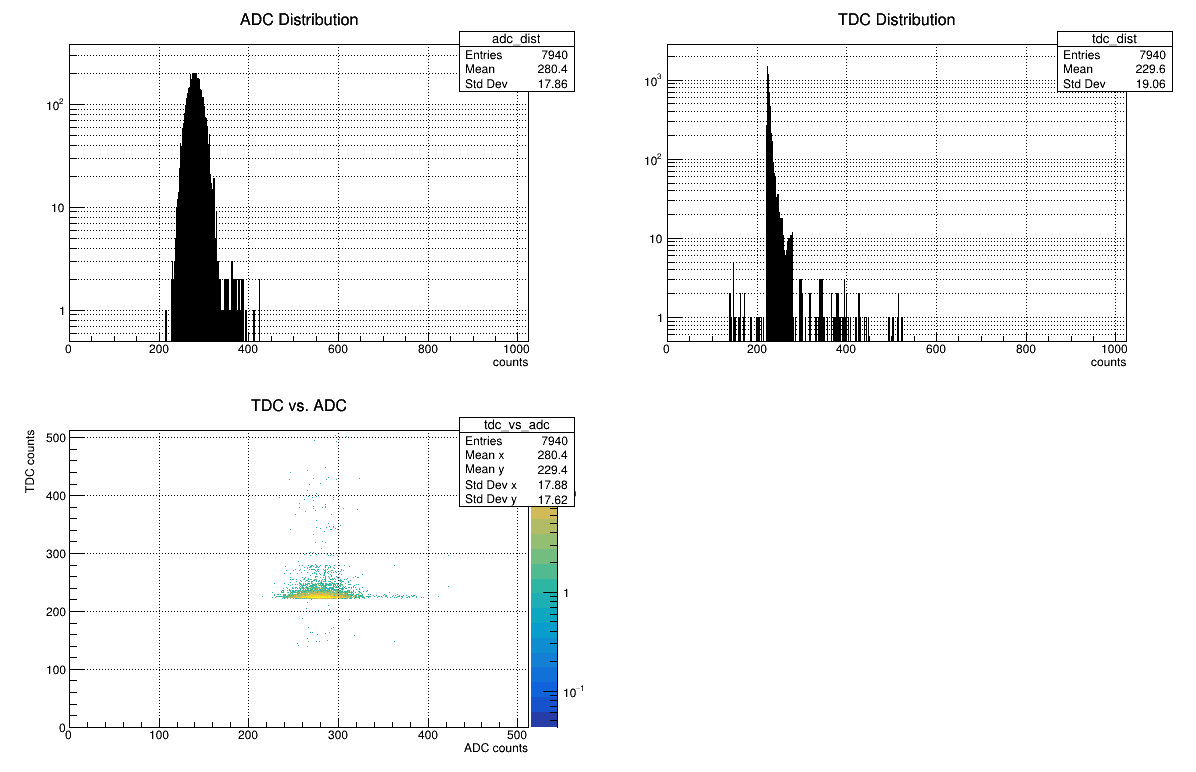 ADC Distribution
adc_dist
Entries 7940
Mean 280.4
Std Dev 17.86
10²
10
1
0 200 400 600 800 1000
counts
TDC Distribution
tdc_dist
Entries 7940
Mean 229.6
Std Dev 19.06
10³
10²
10
1
0 200 400 600 800 1000
counts
TDC vs. ADC
tdc_vs_adc
Entries 7940
Mean x 280.4
Mean y 229.4
Std Dev x 17.88
Std Dev y 17.62
TDC counts
500
400
300
200
100
0
0 100 200 300 400 500
ADC counts
1
10⁻¹